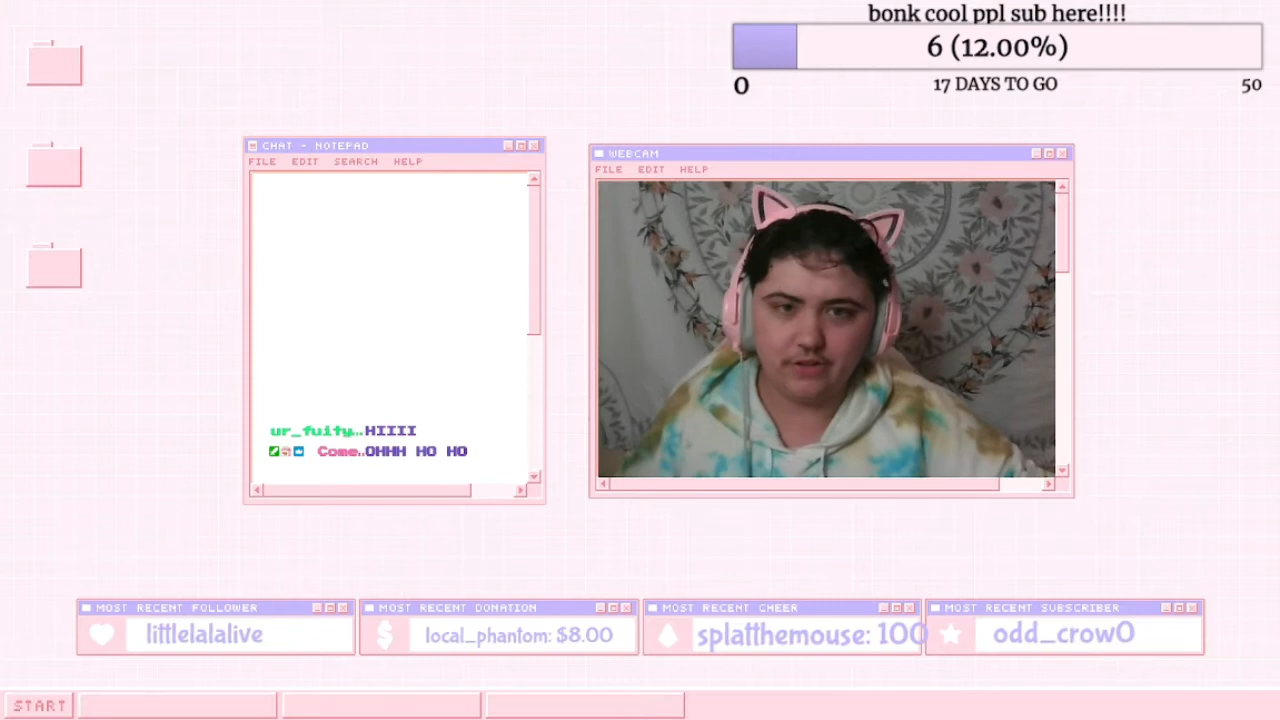 bonk cool ppl sub here!!!!
6 (12.00%)
0
17 DAYS TO GO
50
CHAT - NOTEPAD
FILE EDIT SEARCH HELP
ur_fuity...HIIII
Come..OHHH HO HO
WEBCAM
FILE EDIT HELP
MOST RECENT FOLLOWER
littlelalalive
MOST RECENT DONATION
local_phantom: $8.00
MOST RECENT CHEER
splatthemouse: 100
MOST RECENT SUBSCRIBER
odd_crow0
START